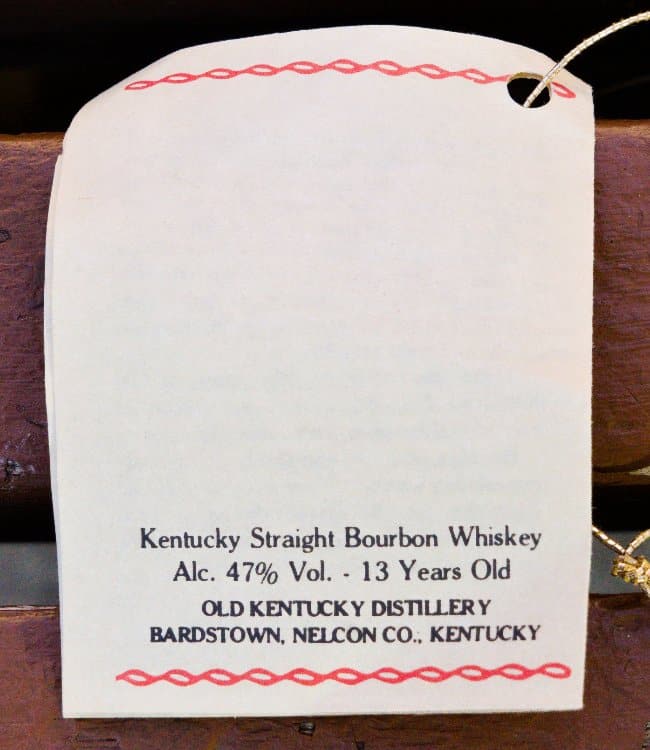 Kentucky Straight Bourbon Whiskey
Alc. 47% Vol. - 13 Years Old
OLD KENTUCKY DISTILLERY
BARDSTOWN, NELCON CO., KENTUCKY